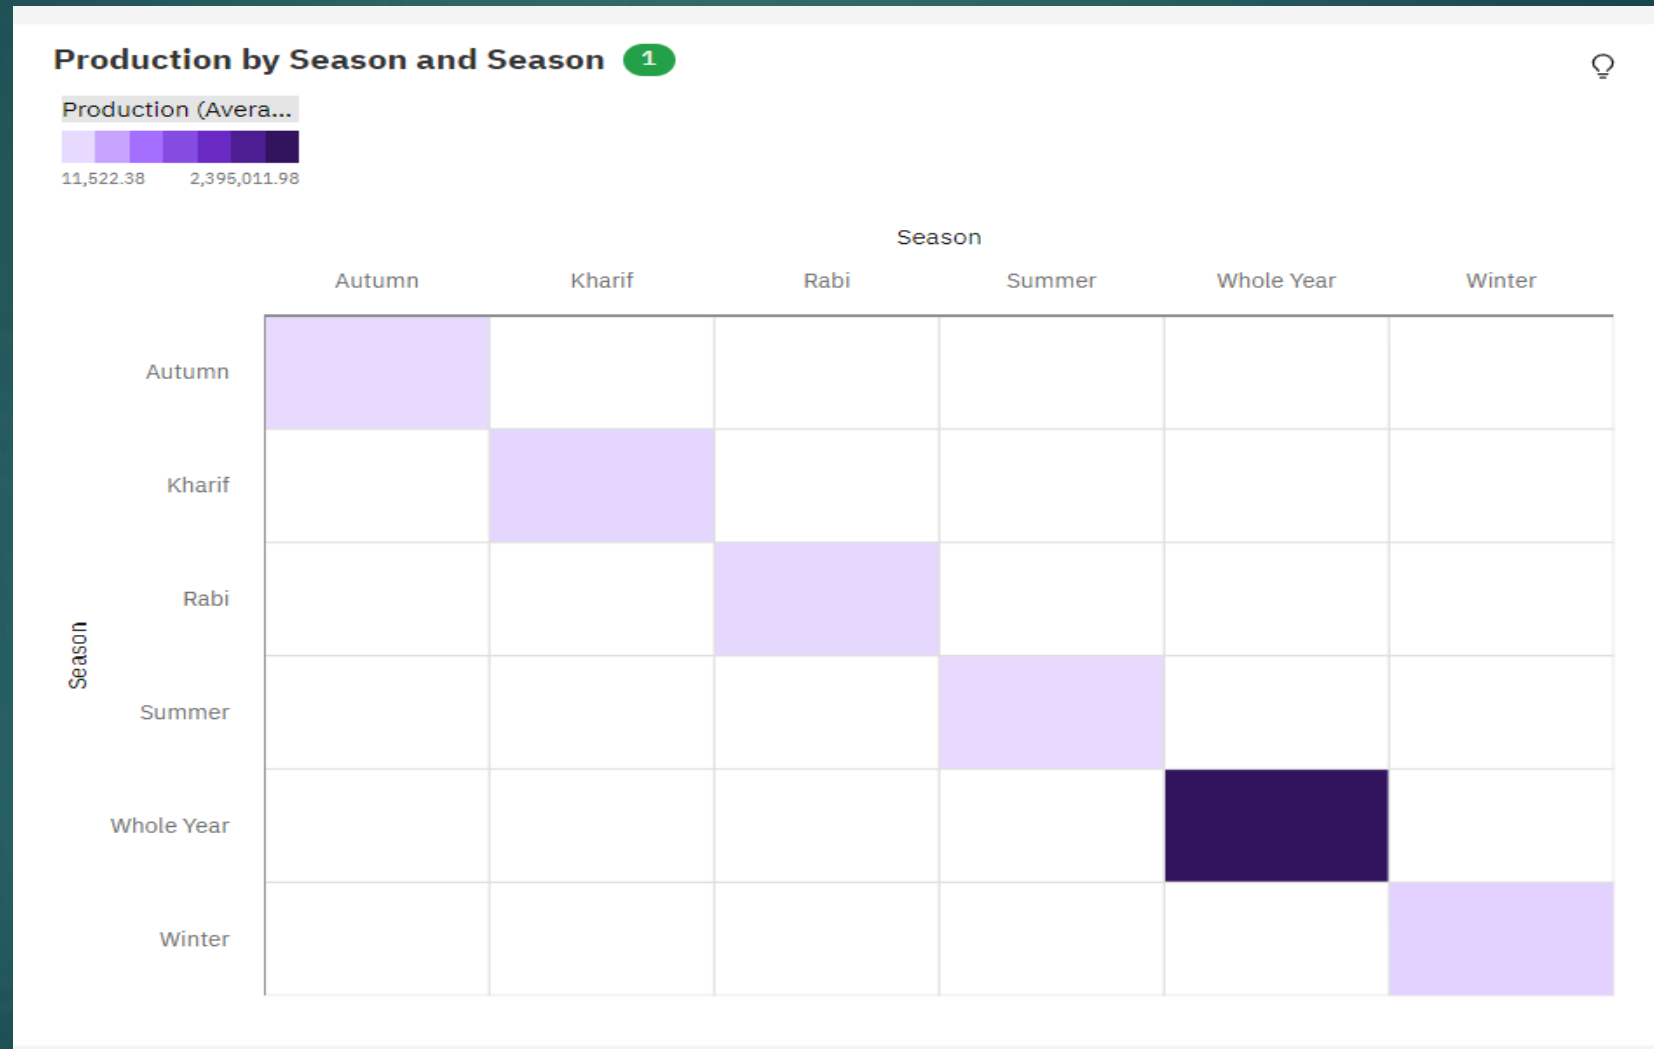 Production by Season and Season 1
Production (Avera...
11,522.38 2,395,011.98
Season
Autumn Kharif Rabi Summer Whole Year Winter
Autumn
Kharif
Rabi
Season
Summer
Whole Year
Winter